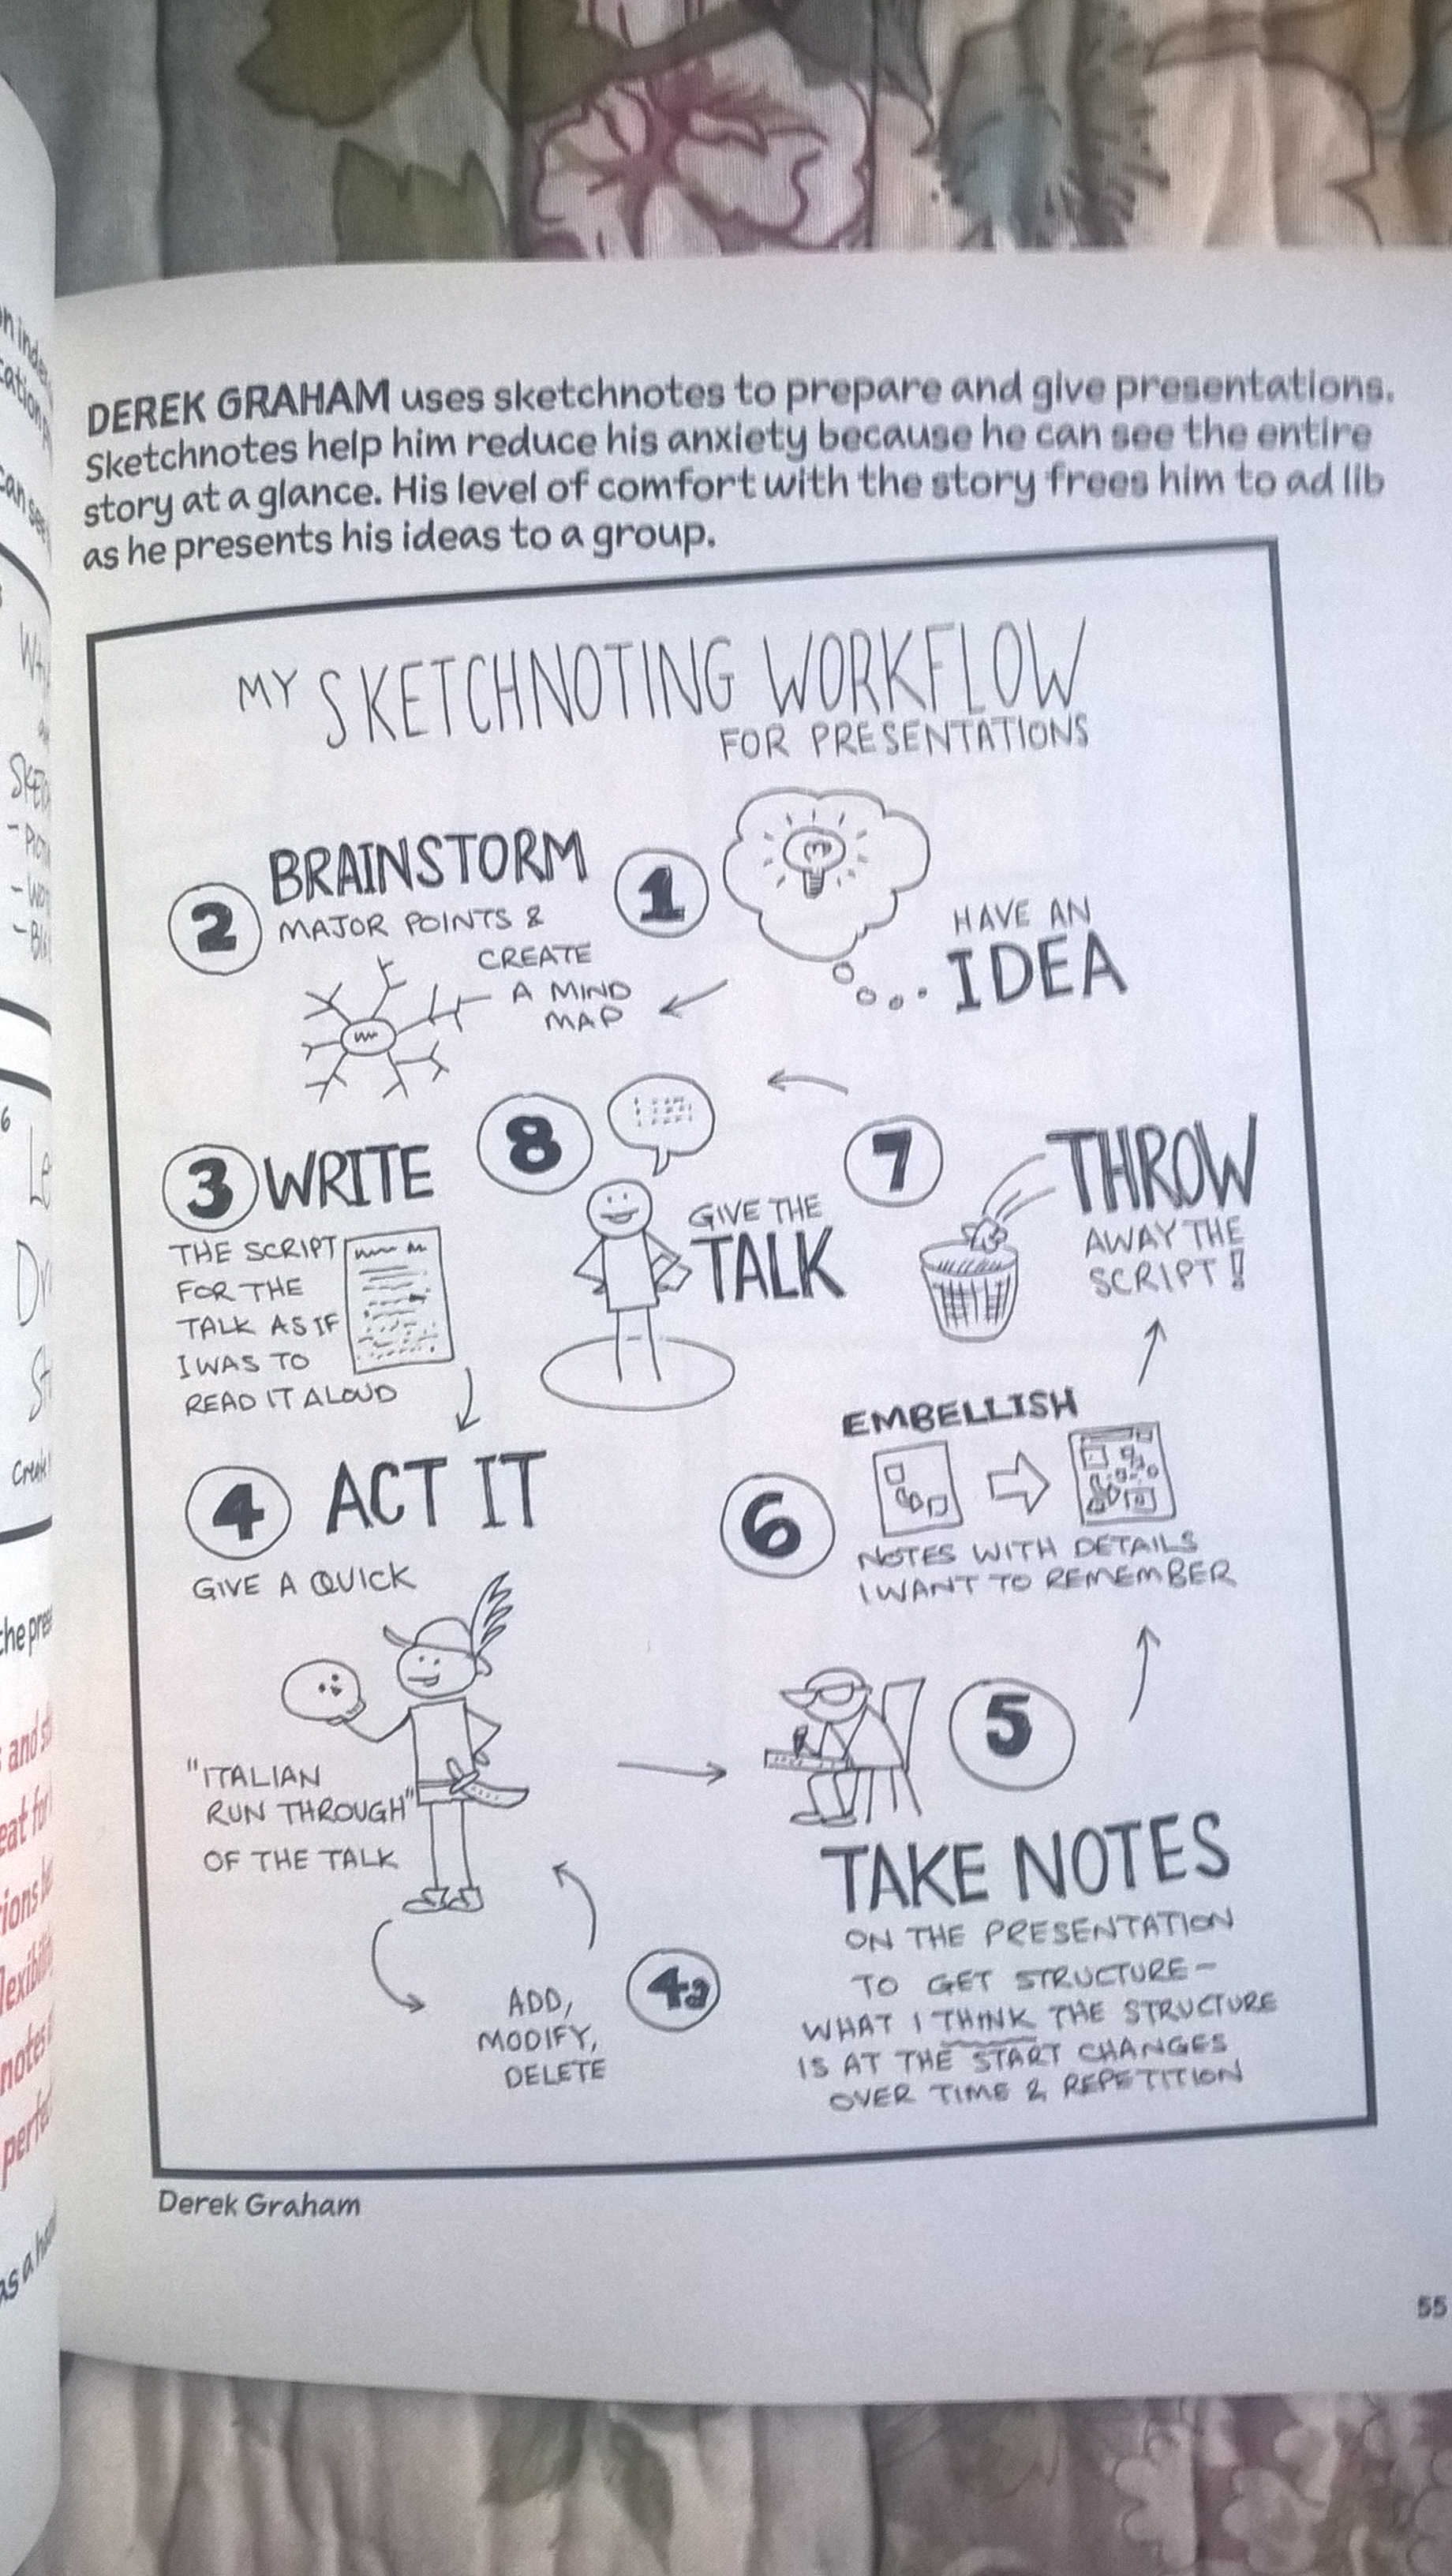 DEREK GRAHAM uses sketchnotes to prepare and give presentations.
Sketchnotes help him reduce his anxiety because he can see the entire
story at a glance. His level of comfort with the story frees him to ad lib
as he presents his ideas to a group.
MY SKETCHNOTING WORKFLOW
FOR PRESENTATIONS
1
HAVE AN
IDEA
2
BRAINSTORM
MAJOR POINTS &
CREATE
A MIND
MAP
3 WRITE
THE SCRIPT
FOR THE
TALK AS IF
I WAS TO
READ IT ALOUD
4 ACT IT
GIVE A QUICK
"ITALIAN
RUN THROUGH"
OF THE TALK
4a
ADD,
MODIFY,
DELETE
5
TAKE NOTES
ON THE PRESENTATION
TO GET STRUCTURE-
WHAT I THINK THE STRUCTURE
IS AT THE START CHANGES
OVER TIME & REPETITION
6
EMBELLISH
NOTES WITH DETAILS
I WANT TO REMEMBER
7
THROW
AWAY THE
SCRIPT!!
8
GIVE THE
TALK
Derek Graham
55